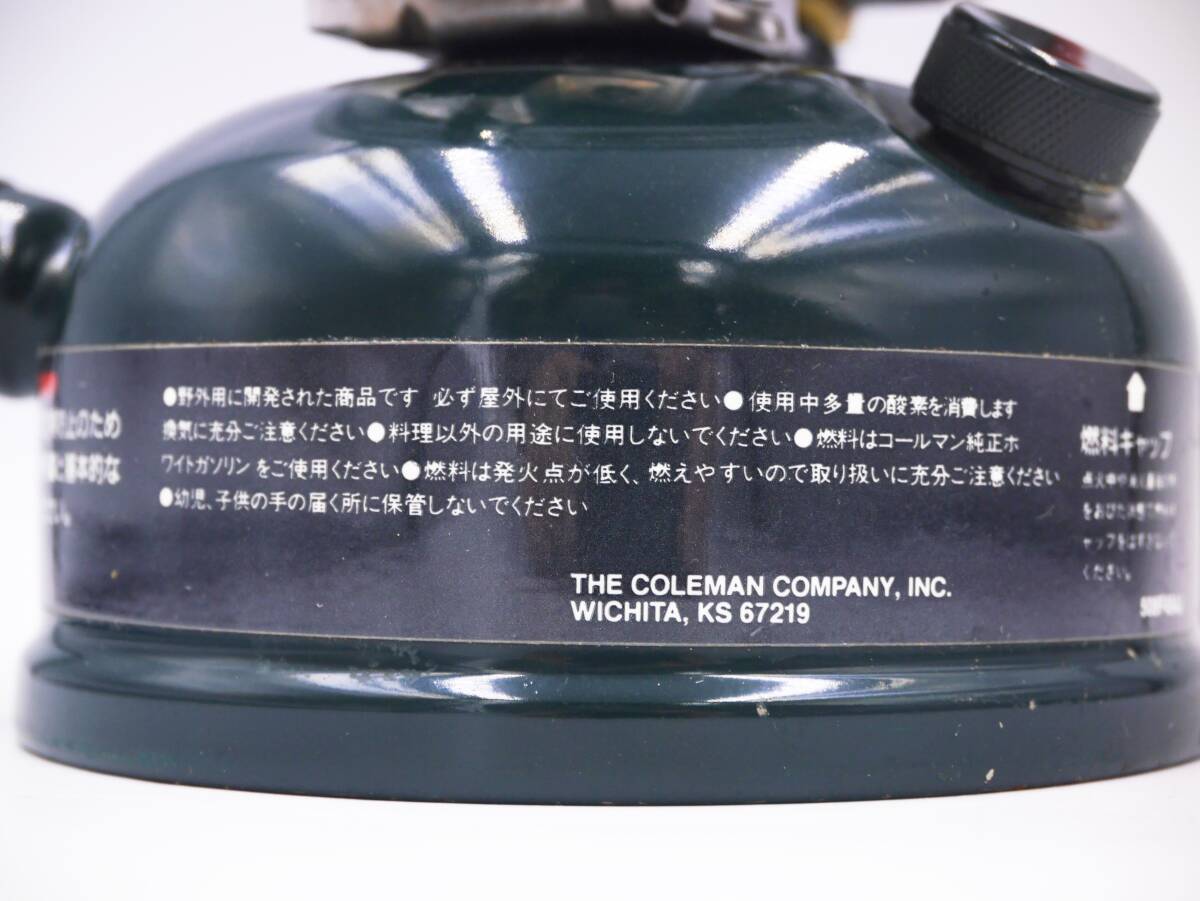 ●野外用に開発された商品です 必ず屋外にてご使用ください●使用中多量の酸素を消費します
換気に充分ご注意ください●料理以外の用途に使用しないでください●燃料はコールマン純正ホ
ワイトガソリンをご使用ください●燃料は発火点が低く、燃えやすいので取り扱いに充分ご注意ください
●幼児、子供の手の届く所に保管しないでください
THE COLEMAN COMPANY, INC.
WICHITA, KS 67219
止のため
基本的な
燃料キャップ
ください。